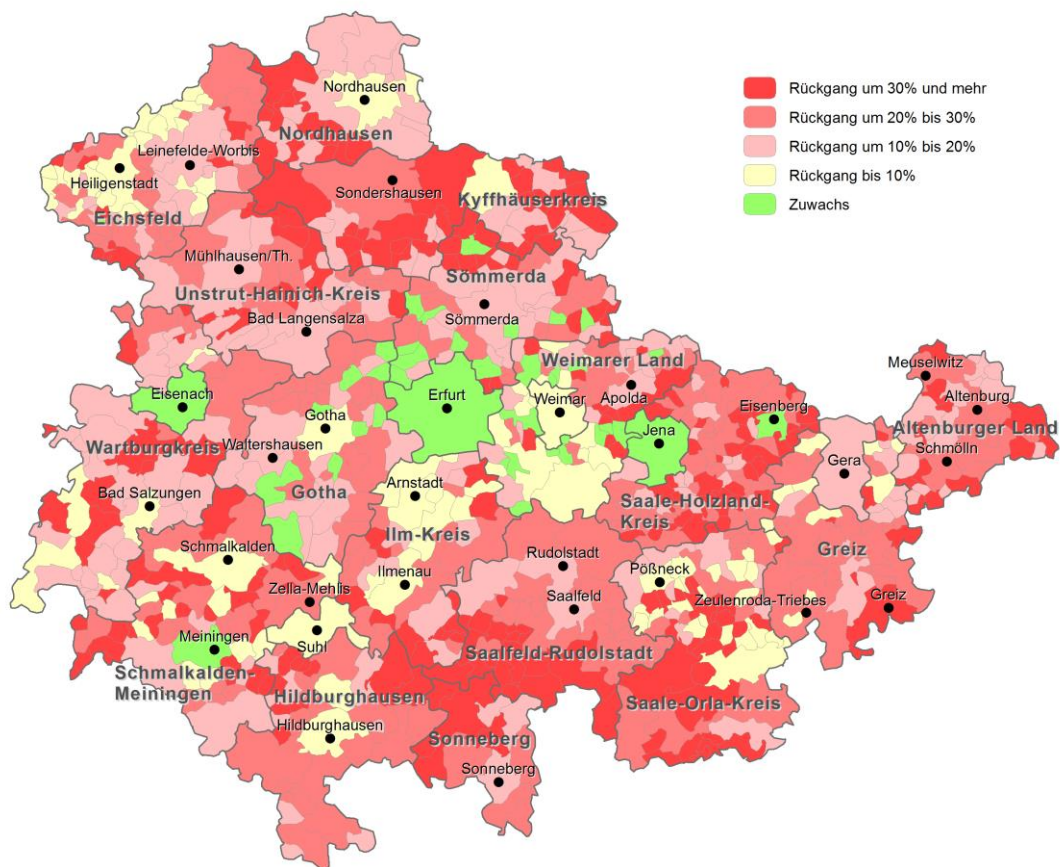 Rückgang um 30% und mehr
Rückgang um 20% bis 30%
Rückgang um 10% bis 20%
Rückgang bis 10%
Zuwachs
Nordhausen
Nordhausen
Leinefelde-Worbis
Heiligenstadt
Eichsfeld
Sondershausen
Kyffhäuserkreis
Mühlhausen/Th.
Unstrut-Hainich-Kreis
Bad Langensalza
Sömmerda
Sömmerda
Weimarer Land
Apolda
Meuselwitz
Altenburg
Altenburger Land
Schmölln
Eisenach
Erfurt
Weimar
Eisenberg
Jena
Gotha
Wartburgkreis
Waltershausen
Gotha
Arnstadt
Gera
Bad Salzungen
Ilm-Kreis
Saale-Holzland-
Kreis
Schmalkalden
Rudolstadt
Greiz
Ilmenau
Pößneck
Zella-Mehlis
Saalfeld
Zeulenroda-Triebes
Greiz
Meiningen
Suhl
Saalfeld-Rudolstadt
Schmalkalden-
Meiningen
Hildburghausen
Saale-Orla-Kreis
Hildburghausen
Sonneberg
Sonneberg